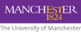 MANCHESTER
1824
The University of Manchester